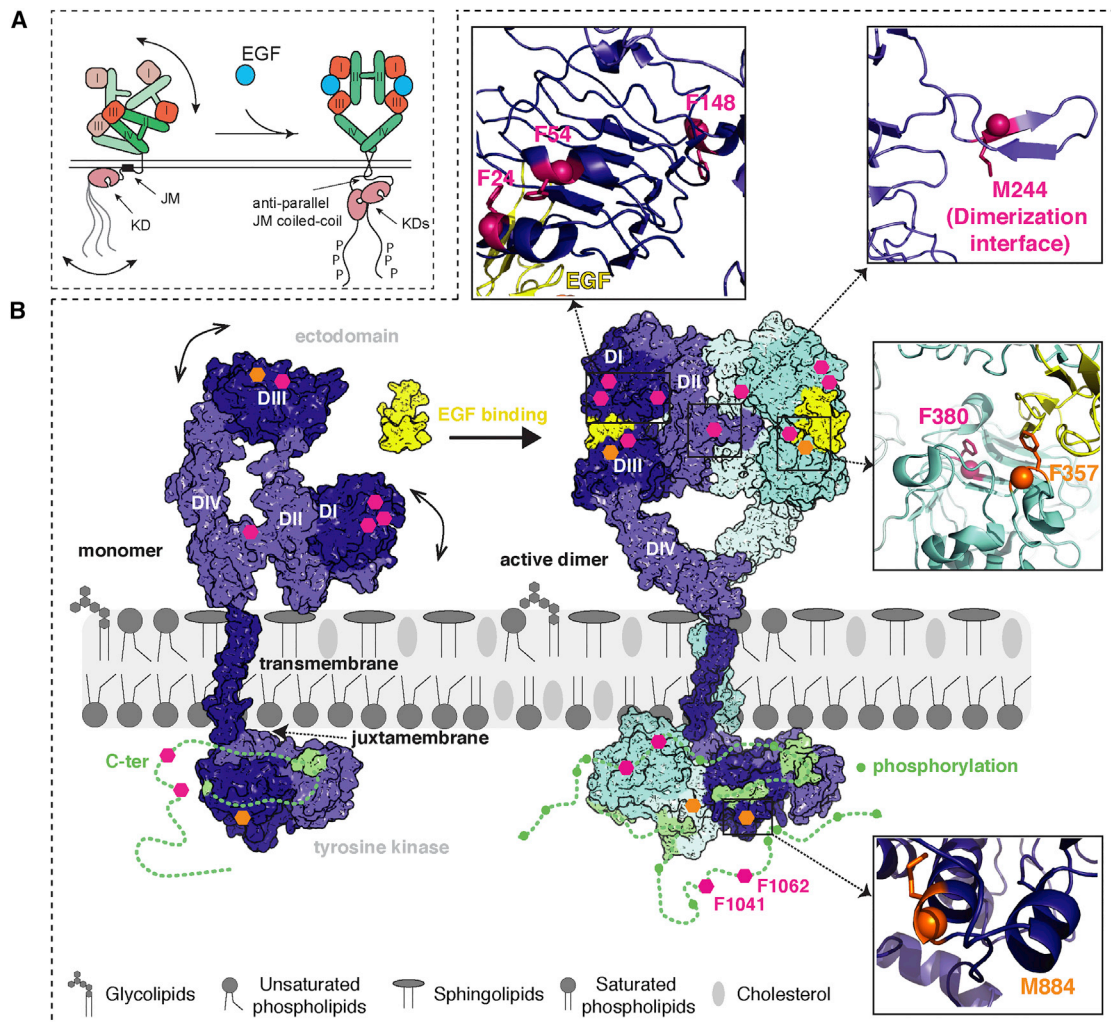 A
EGF
I
I
III
III
IV
I
II
II
I
III
III
IV
IV
JM
KD
anti-parallel
JM coiled-coil
KDs
P
P
P
P
P
P
F148
F54
F24
EGF
M244
(Dimerization
interface)
B
ectodomain
DIII
EGF binding
DI
DII
DIII
DIV
DII
DI
DIV
monomer
active dimer
F380
F357
transmembrane
juxtamembrane
C-ter
phosphorylation
tyrosine kinase
F1062
F1041
M884
Glycolipids
Unsaturated
phospholipids
Sphingolipids
Saturated
phospholipids
Cholesterol